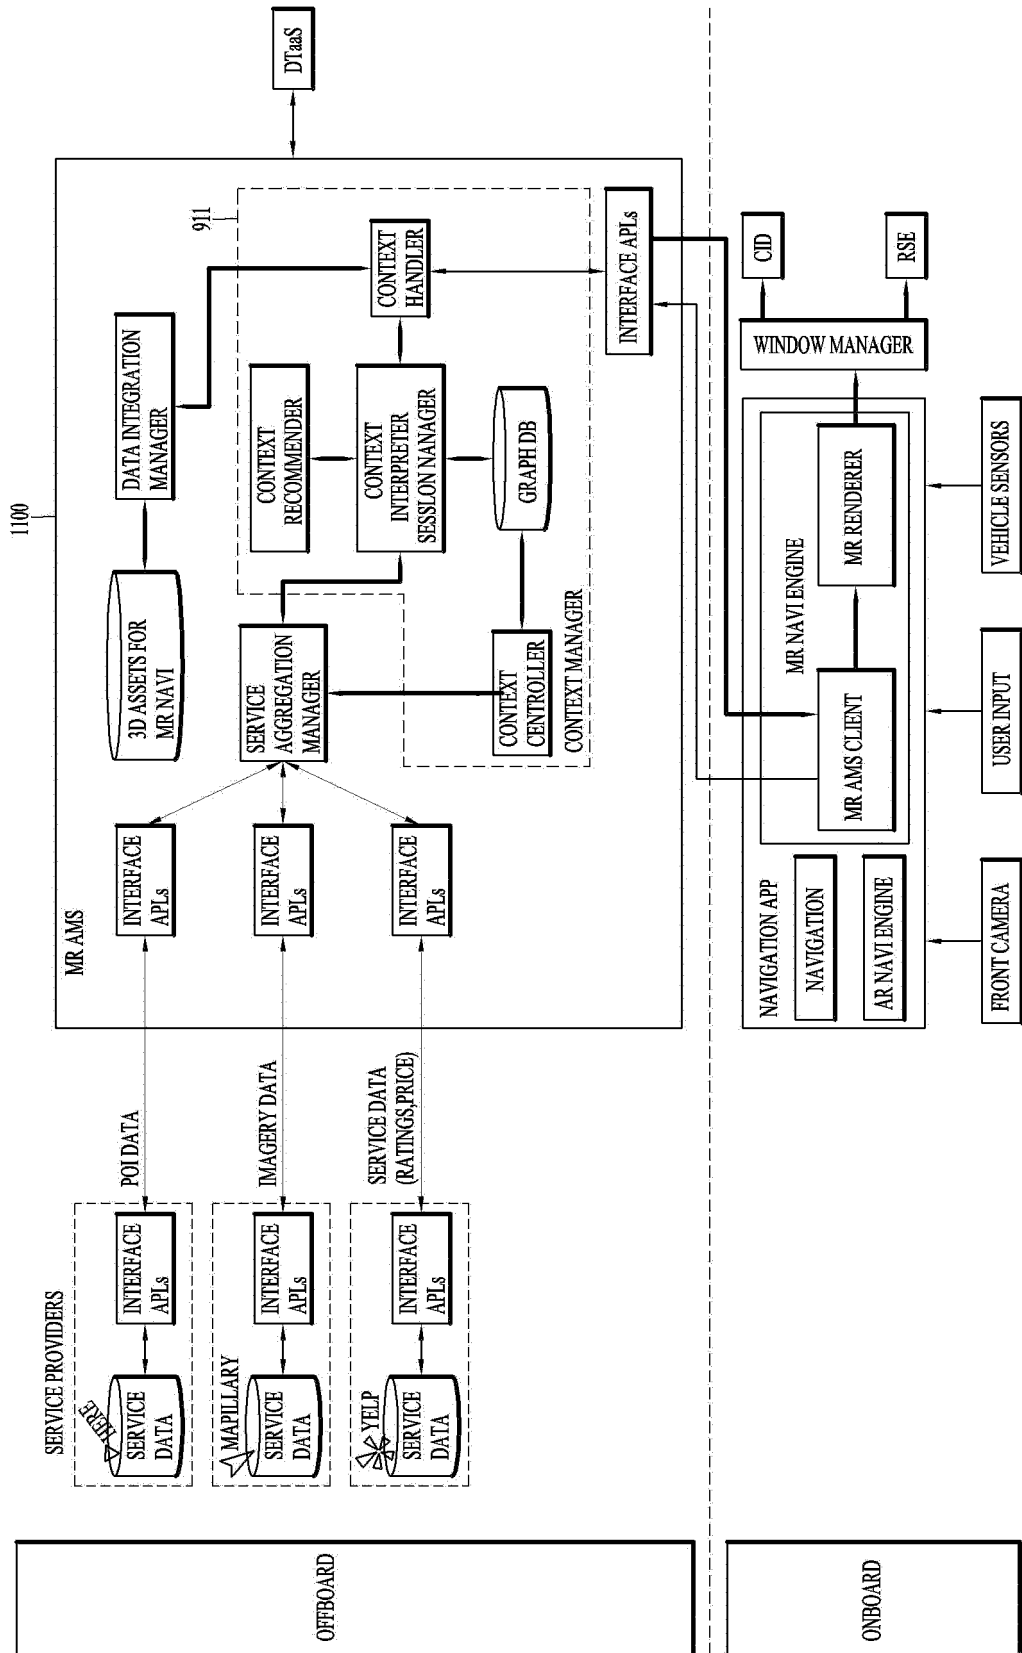 OFFBOARD
SERVICE PROVIDERS
HERE
SERVICE
DATA
INTERFACE
APLs
POI DATA
MAPILLARY
SERVICE
DATA
INTERFACE
APLs
IMAGERY DATA
YELP
SERVICE
DATA
INTERFACE
APLs
SERVICE DATA
(RATINGS,PRICE)
1100
MR AMS
INTERFACE
APLs
INTERFACE
APLs
INTERFACE
APLs
3D ASSETS FOR
MR NAVI
DATA INTEGRATION
MANAGER
SERVICE
AGGREGATION
MANAGER
911
CONTEXT
RECOMMENDER
CONTEXT
INTERPRETER
SESSLON NANAGER
CONTEXT
HANDLER
GRAPH DB
CONTEXT
CONTROLLER
CONTEXT MANAGER
INTERFACE APLs
DTaaS
ONBOARD
NAVIGATION APP
NAVIGATION
AR NAVI ENGINE
MR NAVI ENGINE
MR AMS CLIENT
MR RENDERER
WINDOW MANAGER
CID
RSE
FRONT CAMERA
USER INPUT
VEHICLE SENSORS